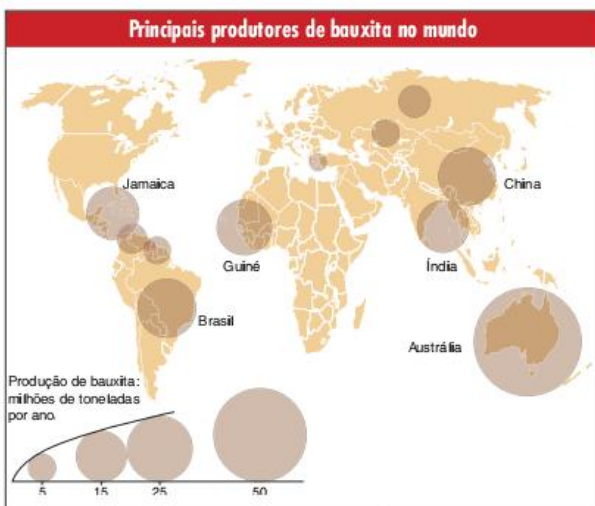 Principais produtores de bauxita no mundo
Jamaica
China
Guiné
Índia
Brasil
Austrália
Produção de bauxita:
milhões de toneladas
por ano.
5 15 25 50